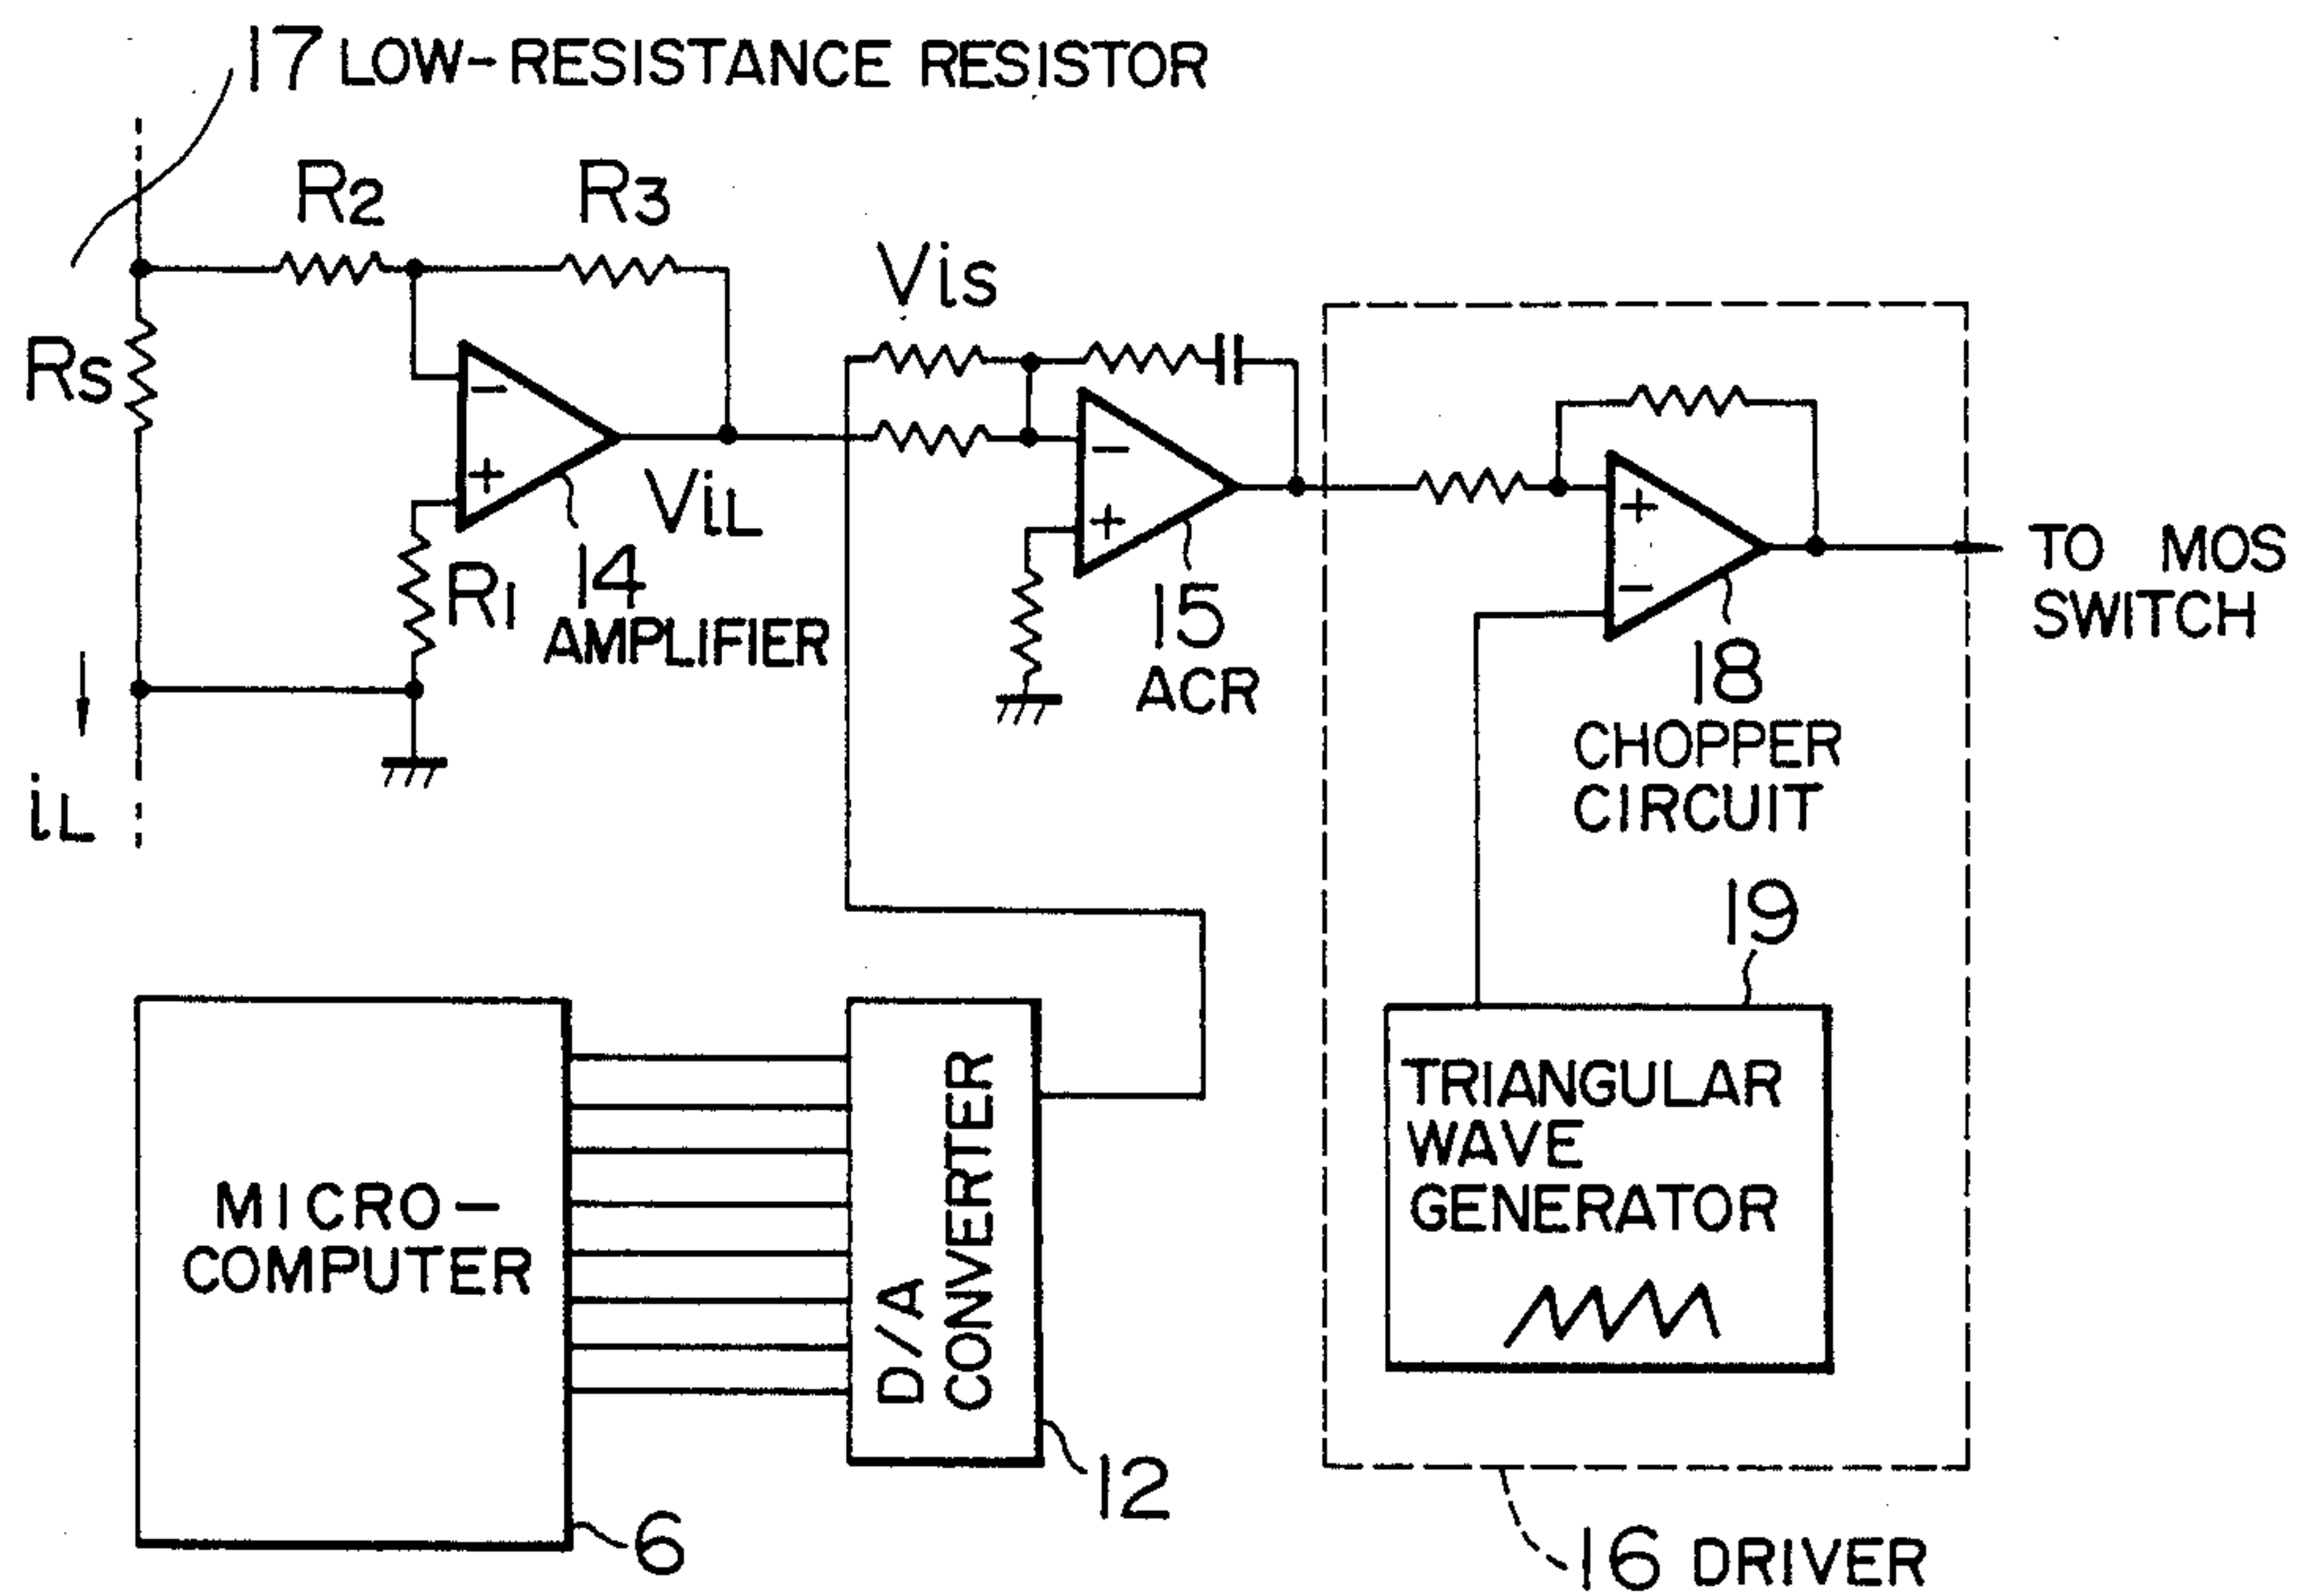 17 LOW-RESISTANCE RESISTOR
R2
R3
Vis
Rs
−
+
ViL
R1
14
AMPLIFIER
−
+
15
ACR
+
−
TO MOS
SWITCH
18
CHOPPER
CIRCUIT
iL
19
TRIANGULAR
WAVE
GENERATOR
MICRO-
COMPUTER
D/A
CONVERTER
12
6
16 DRIVER